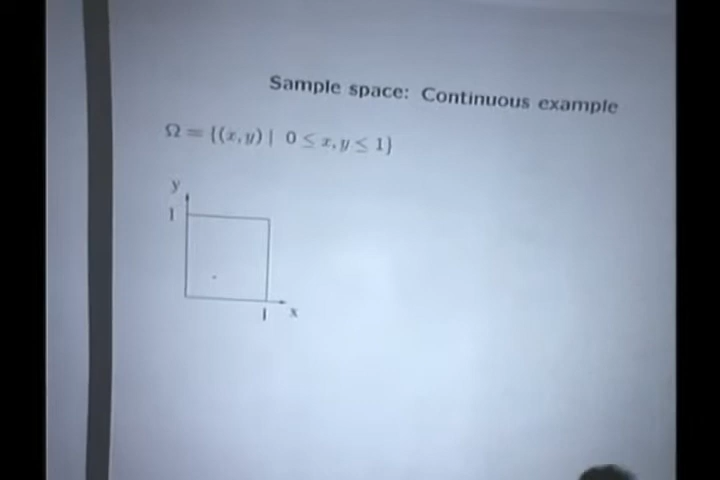 Sample space: Continuous example
Ω = {(x, y) | 0 ≤ x, y ≤ 1}
y
1
1 x